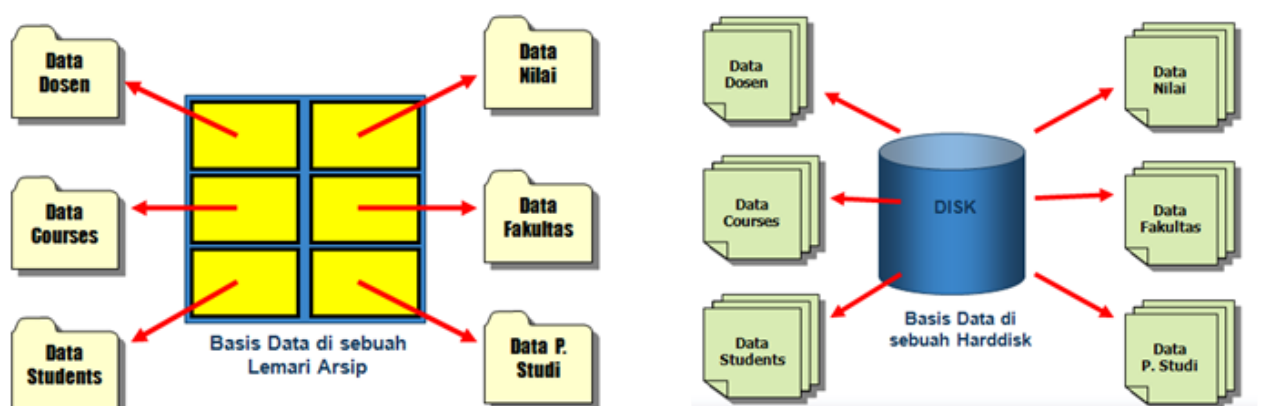 Data
Dosen
Data
Nilai
Data
Courses
Data
Fakultas
Data
Students
Data P.
Studi
Basis Data di sebuah
Lemari Arsip
Data
Dosen
Data
Nilai
Data
Courses
DISK
Data
Fakultas
Data
Students
Data
P. Studi
Basis Data di
sebuah Harddisk